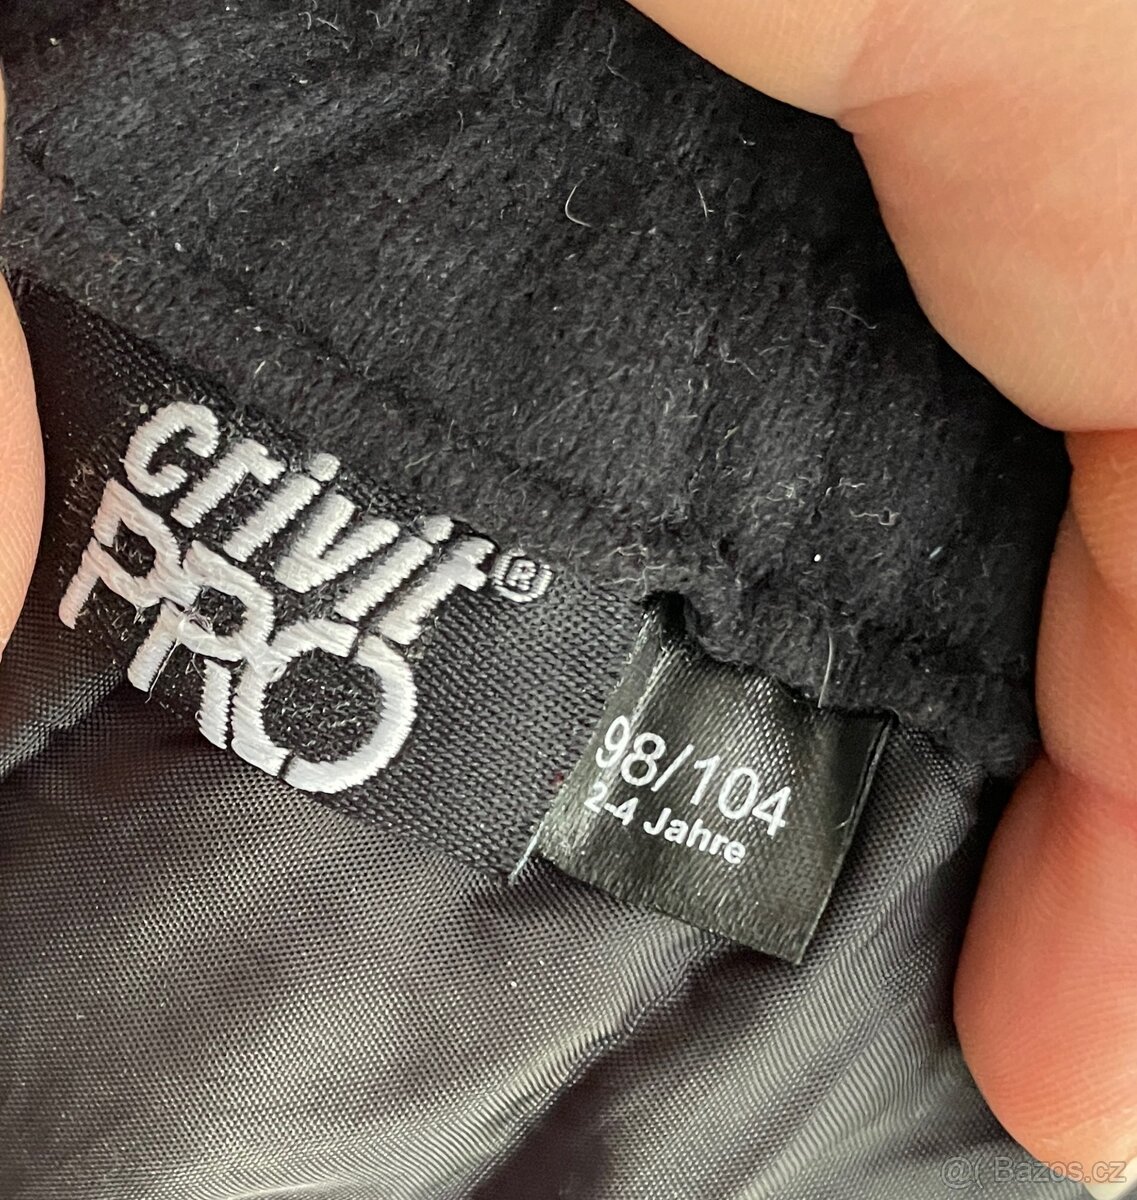 crivit®
PRO
98/104
2-4 Jahre
@( Bazos.cz